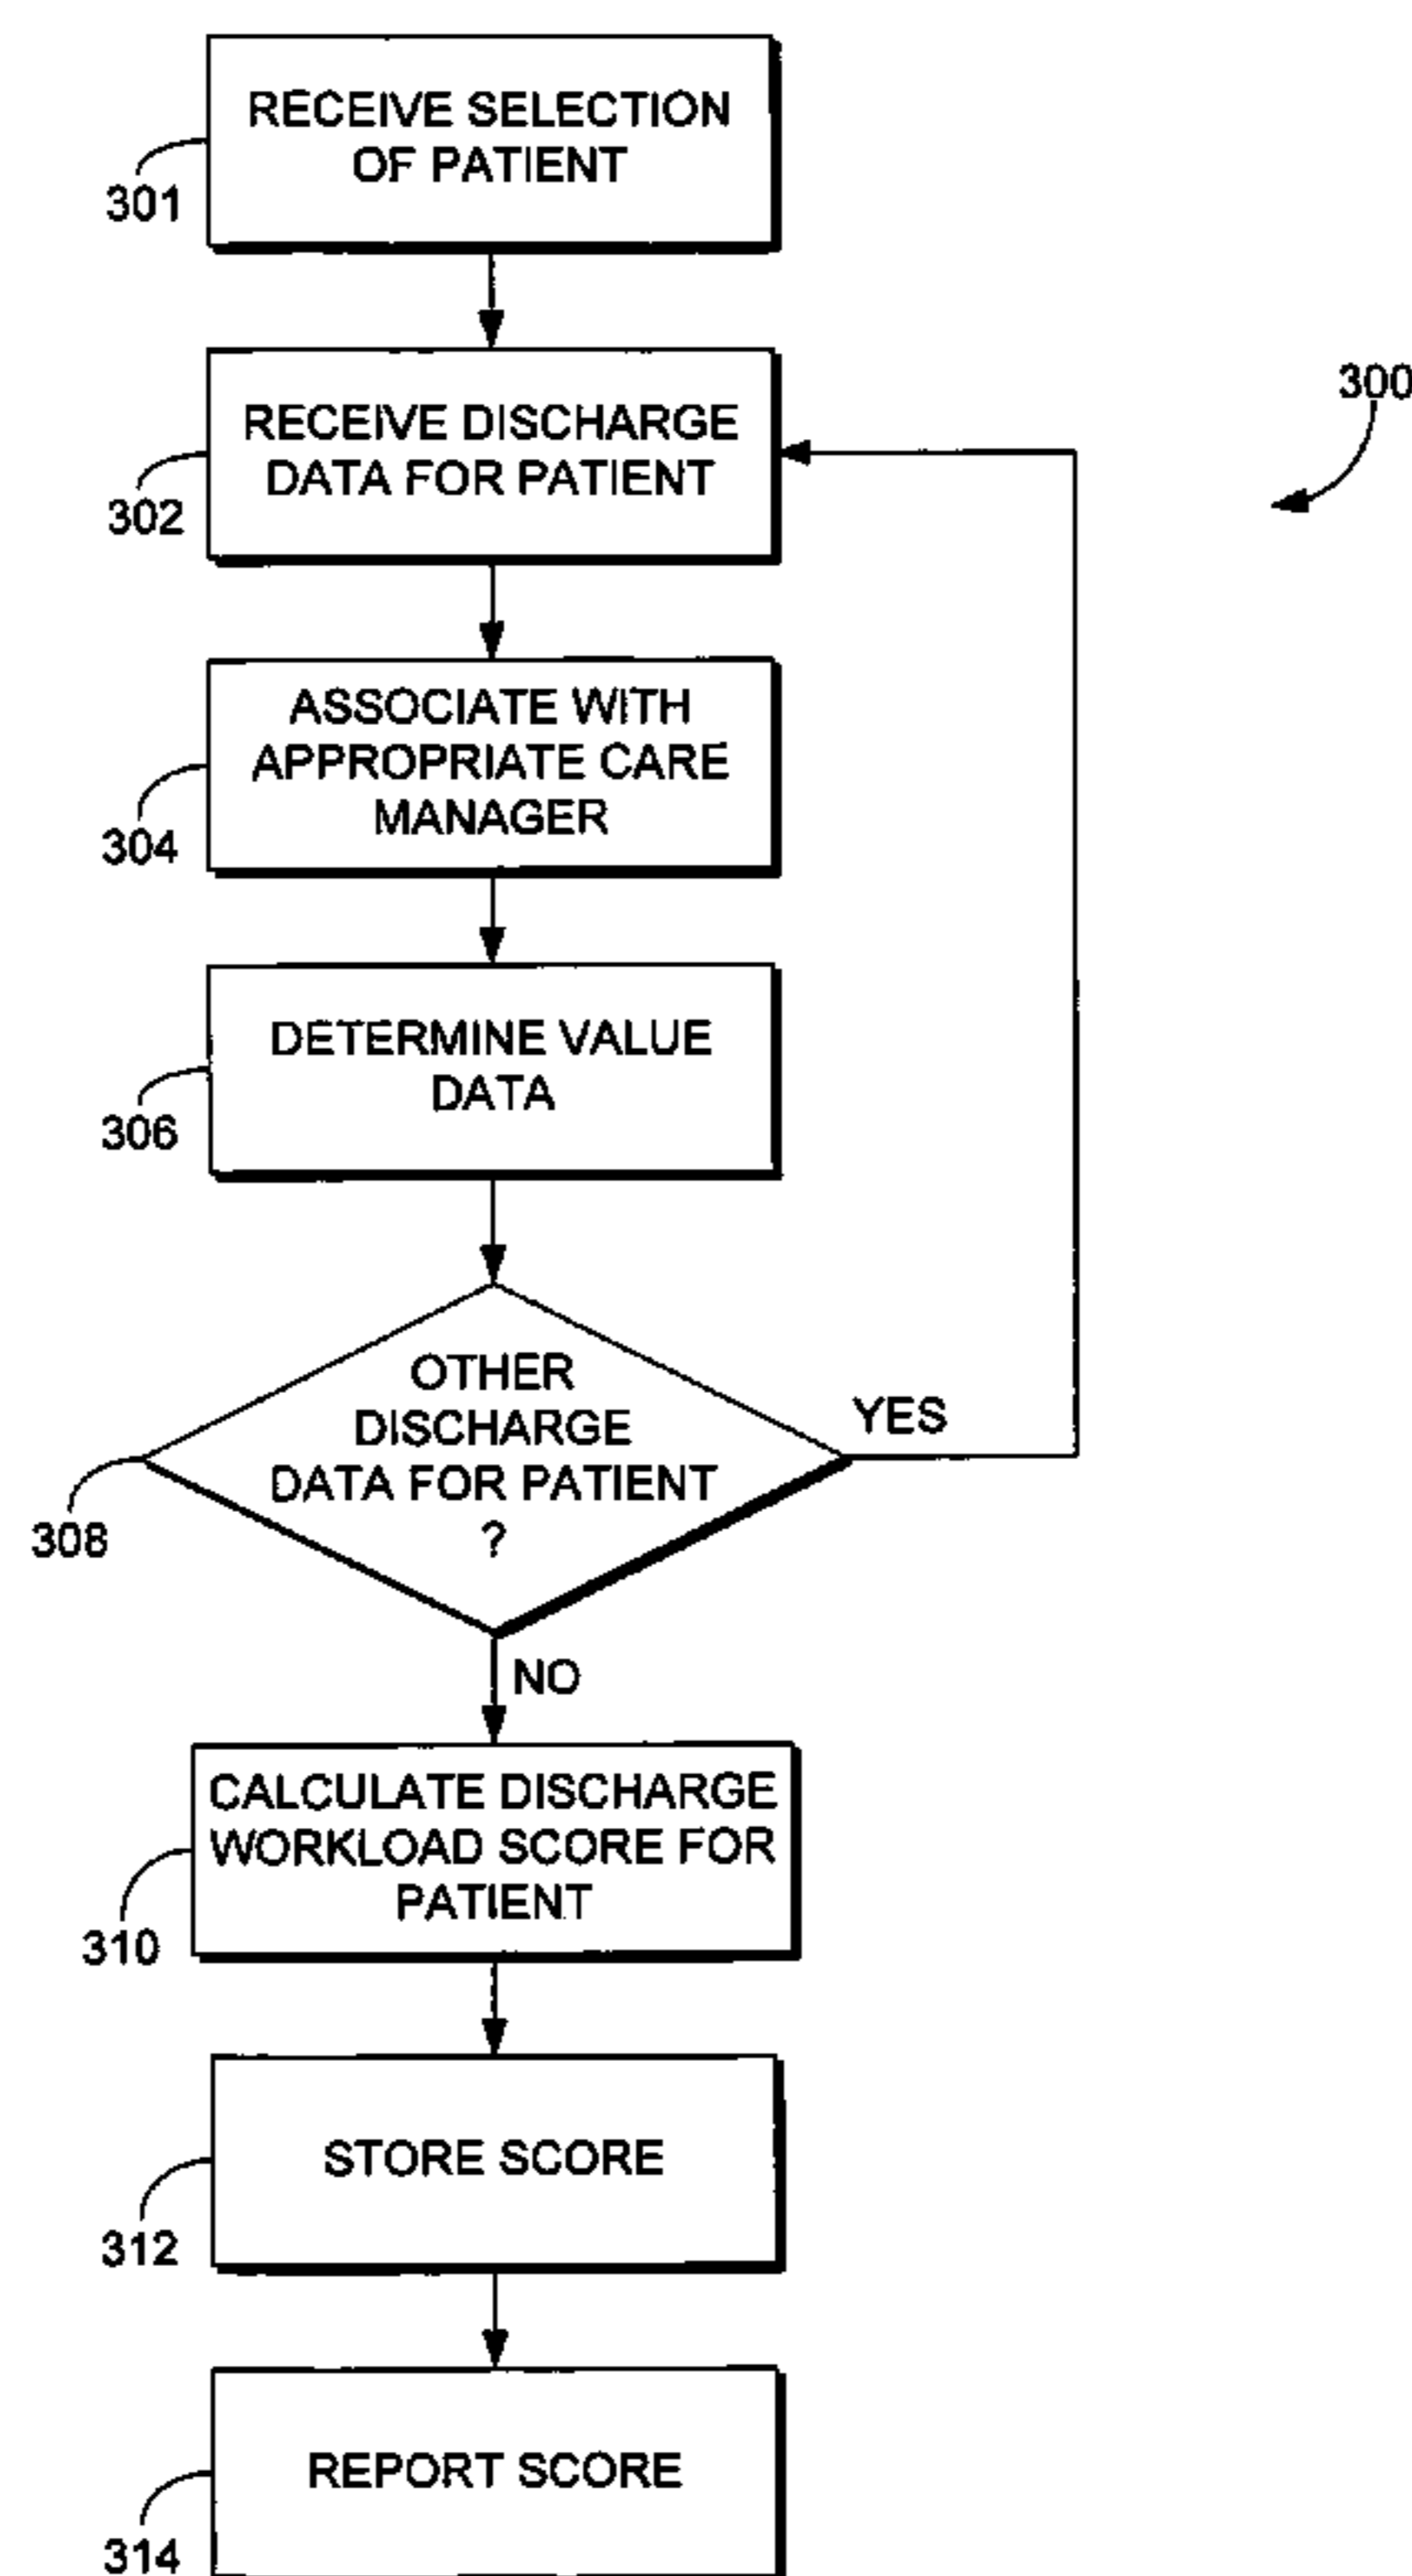 RECEIVE SELECTION
OF PATIENT
301
RECEIVE DISCHARGE
DATA FOR PATIENT
302
300
ASSOCIATE WITH
APPROPRIATE CARE
MANAGER
304
DETERMINE VALUE
DATA
306
OTHER
DISCHARGE
DATA FOR PATIENT
?
YES
308
NO
CALCULATE DISCHARGE
WORKLOAD SCORE FOR
PATIENT
310
STORE SCORE
312
REPORT SCORE
314